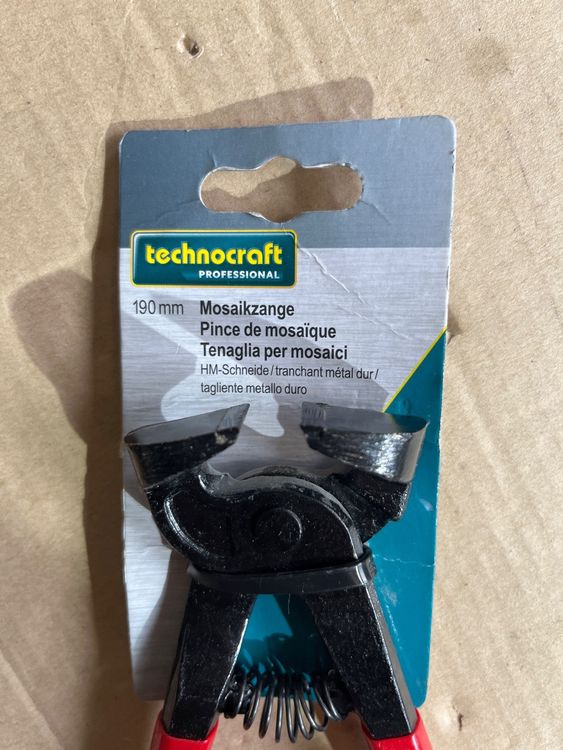 technocraft
PROFESSIONAL
190 mm Mosaikzange
Pince de mosaïque
Tenaglia per mosaici
HM-Schneide / tranchant métal dur /
tagliente metallo duro